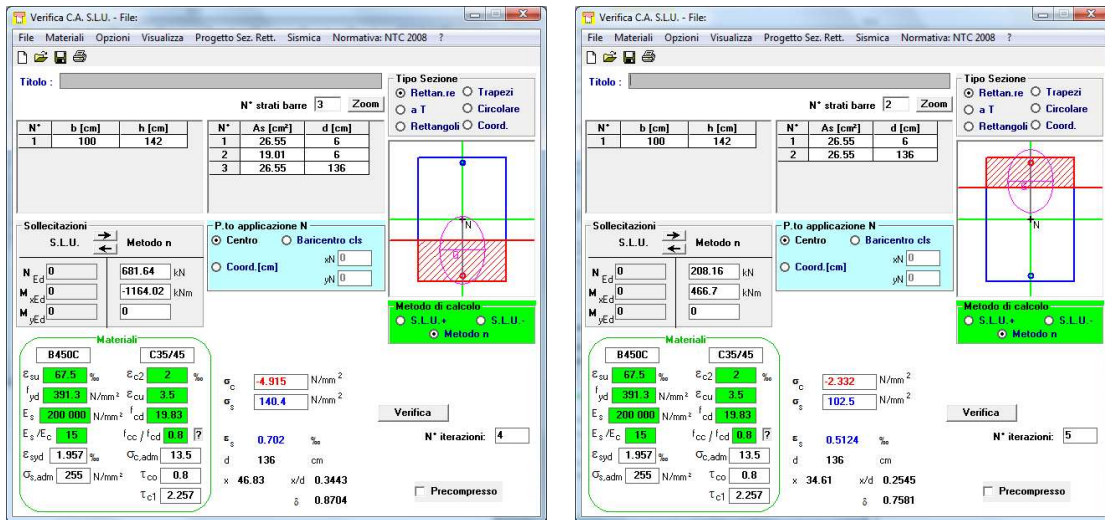 Verifica C.A. S.L.U. - File:
File Materiali Opzioni Visualizza Progetto Sez. Rett. Sismica Normativa: NTC 2008 ?
Titolo :
N° strati barre 3 Zoom
Tipo Sezione
Rettan.re Trapezi
a T Circolare
Rettangoli Coord.
N° b [cm] h [cm]
1 100 142
N° As [cm²] d [cm]
1 26.55 6
2 19.01 6
3 26.55 136
Sollecitazioni
S.L.U. Metodo n
N Ed 0 681.64 kN
M xEd 0 -1164.02 kNm
M yEd 0 0
P.to applicazione N
Centro Baricentro cls
Coord.[cm] xN 0
yN 0
N
G
Metodo di calcolo
S.L.U.+ S.L.U.-
Metodo n
Materiali
B450C C35/45
εsu 67.5 ‰ εc2 2 ‰
fyd 391.3 N/mm² εcu 3.5
Es 200 000 N/mm² fcd 19.83
Es/Ec 15 fcc / fcd 0.8 ?
εsyd 1.957 ‰ σc,adm 13.5
σs,adm 255 N/mm² τco 0.8
τc1 2.257
σc -4.915 N/mm²
σs 140.4 N/mm²
εs 0.702 ‰
d 136 cm
x 46.83 x/d 0.3443
δ 0.8704
Verifica
N° iterazioni: 4
Precompresso
Verifica C.A. S.L.U. - File:
File Materiali Opzioni Visualizza Progetto Sez. Rett. Sismica Normativa: NTC 2008 ?
Titolo :
N° strati barre 2 Zoom
Tipo Sezione
Rettan.re Trapezi
a T Circolare
Rettangoli Coord.
N° b [cm] h [cm]
1 100 142
N° As [cm²] d [cm]
1 26.55 6
2 26.55 136
Sollecitazioni
S.L.U. Metodo n
N Ed 0 208.16 kN
M xEd 0 466.7 kNm
M yEd 0 0
P.to applicazione N
Centro Baricentro cls
Coord.[cm] xN 0
yN 0
G
N
Metodo di calcolo
S.L.U.+ S.L.U.-
Metodo n
Materiali
B450C C35/45
εsu 67.5 ‰ εc2 2 ‰
fyd 391.3 N/mm² εcu 3.5
Es 200 000 N/mm² fcd 19.83
Es/Ec 15 fcc / fcd 0.8 ?
εsyd 1.957 ‰ σc,adm 13.5
σs,adm 255 N/mm² τco 0.8
τc1 2.257
σc -2.332 N/mm²
σs 102.5 N/mm²
εs 0.5124 ‰
d 136 cm
x 34.61 x/d 0.2545
δ 0.7581
Verifica
N° iterazioni: 5
Precompresso